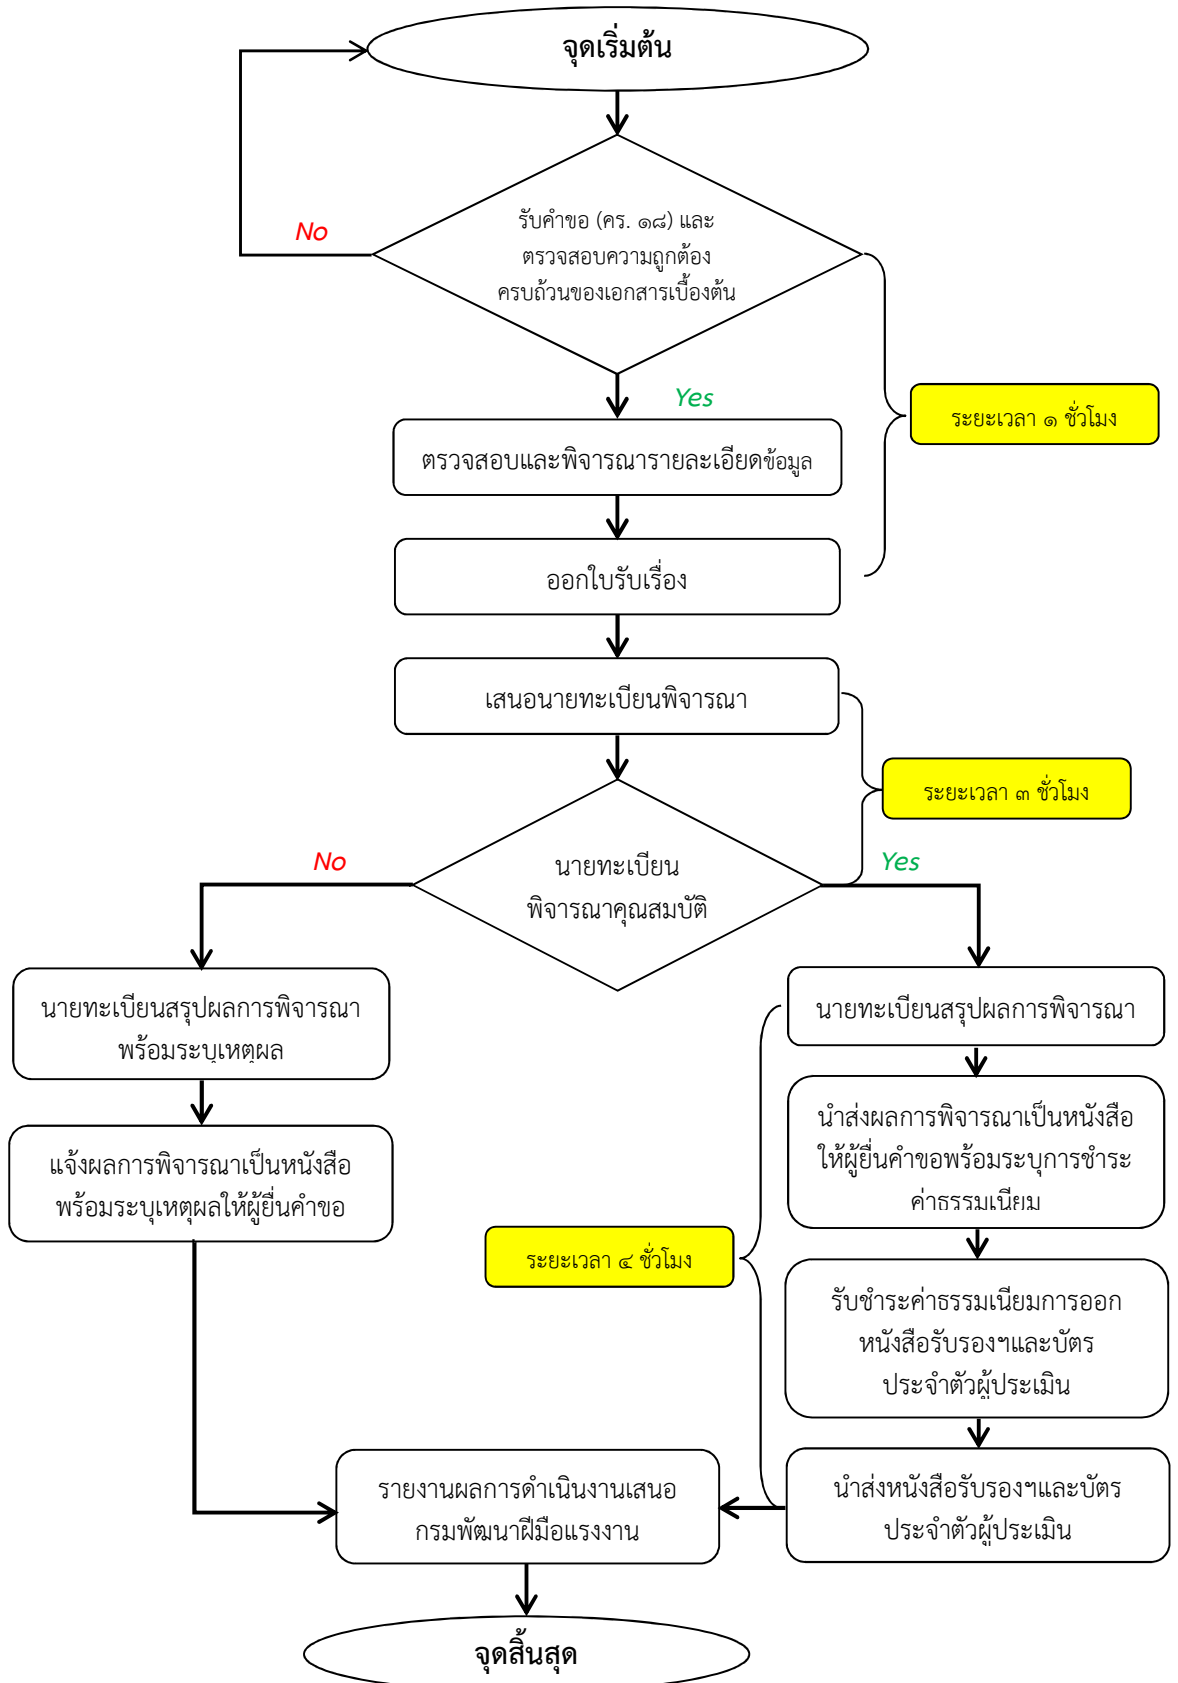 จุดเริ่มต้น
No
รับคำขอ (คร. ๑๘) และ
ตรวจสอบความถูกต้อง
ครบถ้วนของเอกสารเบื้องต้น
Yes
ระยะเวลา ๑ ชั่วโมง
ตรวจสอบและพิจารณารายละเอียดข้อมูล
ออกใบรับเรื่อง
เสนอนายทะเบียนพิจารณา
ระยะเวลา ๓ ชั่วโมง
No
นายทะเบียน
พิจารณาคุณสมบัติ
Yes
นายทะเบียนสรุปผลการพิจารณา
พร้อมระบุเหตุผล
แจ้งผลการพิจารณาเป็นหนังสือ
พร้อมระบุเหตุผลให้ผู้ยื่นคำขอ
นายทะเบียนสรุปผลการพิจารณา
นำส่งผลการพิจารณาเป็นหนังสือ
ให้ผู้ยื่นคำขอพร้อมระบุการชำระ
ค่าธรรมเนียม
ระยะเวลา ๔ ชั่วโมง
รับชำระค่าธรรมเนียมการออก
หนังสือรับรองฯและบัตร
ประจำตัวผู้ประเมิน
นำส่งหนังสือรับรองฯและบัตร
ประจำตัวผู้ประเมิน
รายงานผลการดำเนินงานเสนอ
กรมพัฒนาฝีมือแรงงาน
จุดสิ้นสุด